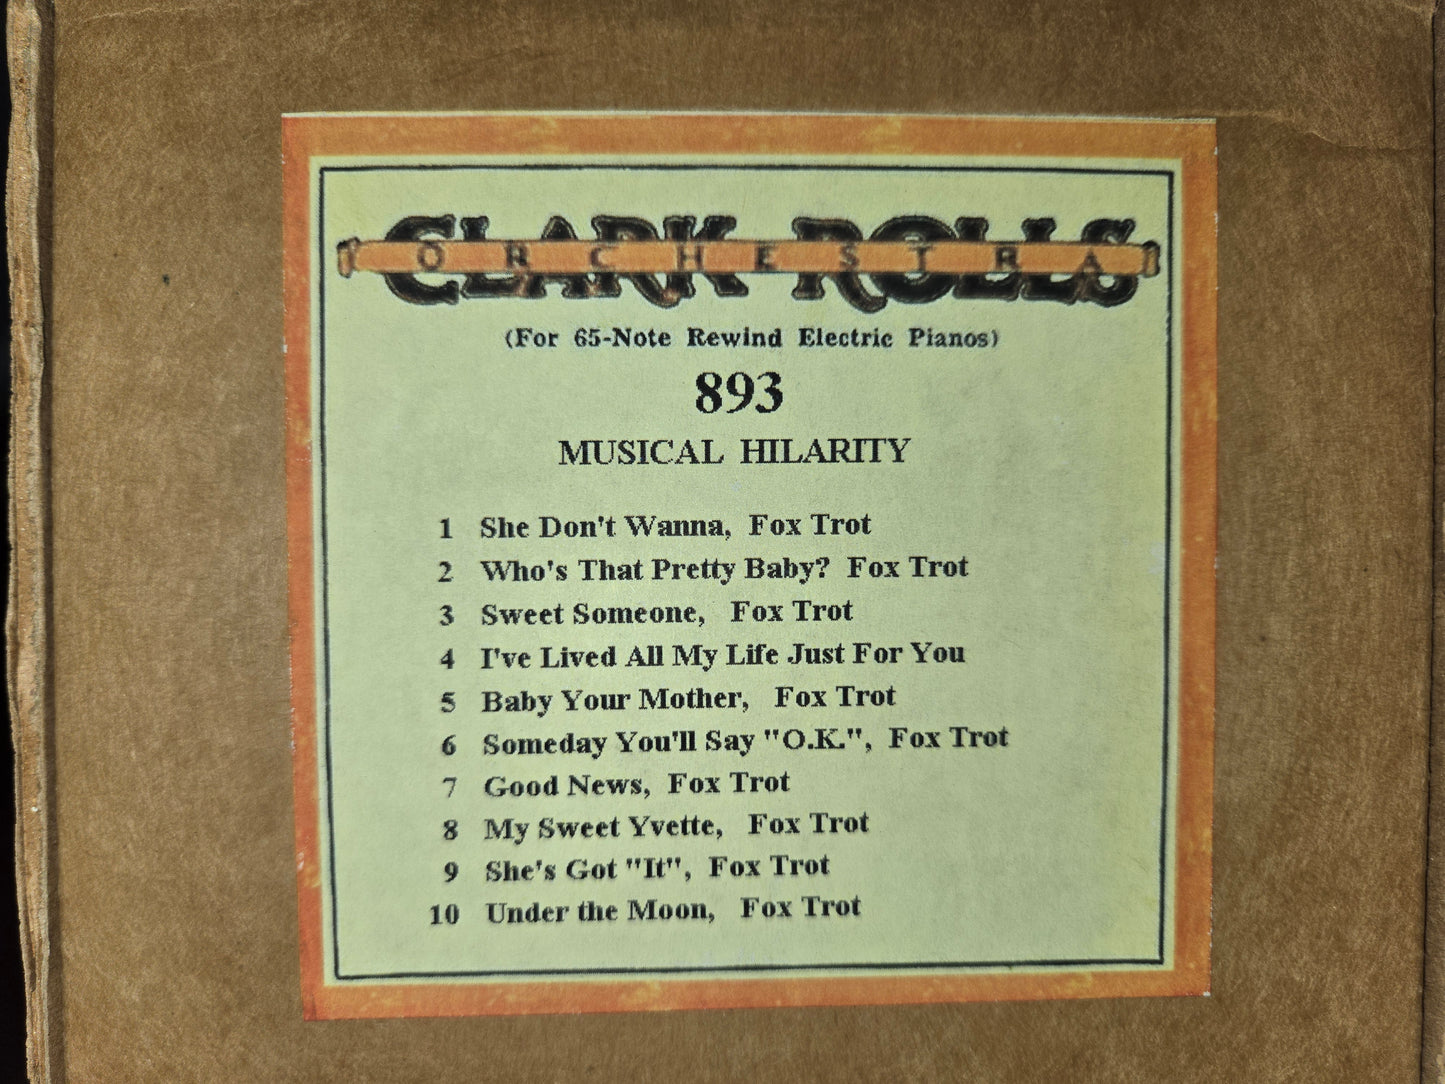 CLARK ROLLS
ORCHESTRA
(For 65-Note Rewind Electric Pianos)
893
MUSICAL HILARITY
1 She Don't Wanna, Fox Trot
2 Who's That Pretty Baby? Fox Trot
3 Sweet Someone, Fox Trot
4 I've Lived All My Life Just For You
5 Baby Your Mother, Fox Trot
6 Someday You'll Say "O.K.", Fox Trot
7 Good News, Fox Trot
8 My Sweet Yvette, Fox Trot
9 She's Got "It", Fox Trot
10 Under the Moon, Fox Trot